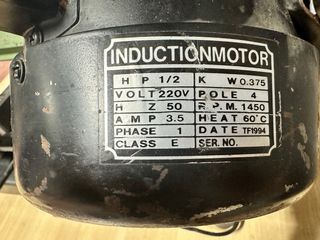 INDUCTIONMOTOR
H P 1/2 K W 0.375
VOLT 220V POLE 4
H Z 50 R.P.M. 1450
A M P 3.5 HEAT 60°C
PHASE 1 DATE TF1994
CLASS E SER. NO.